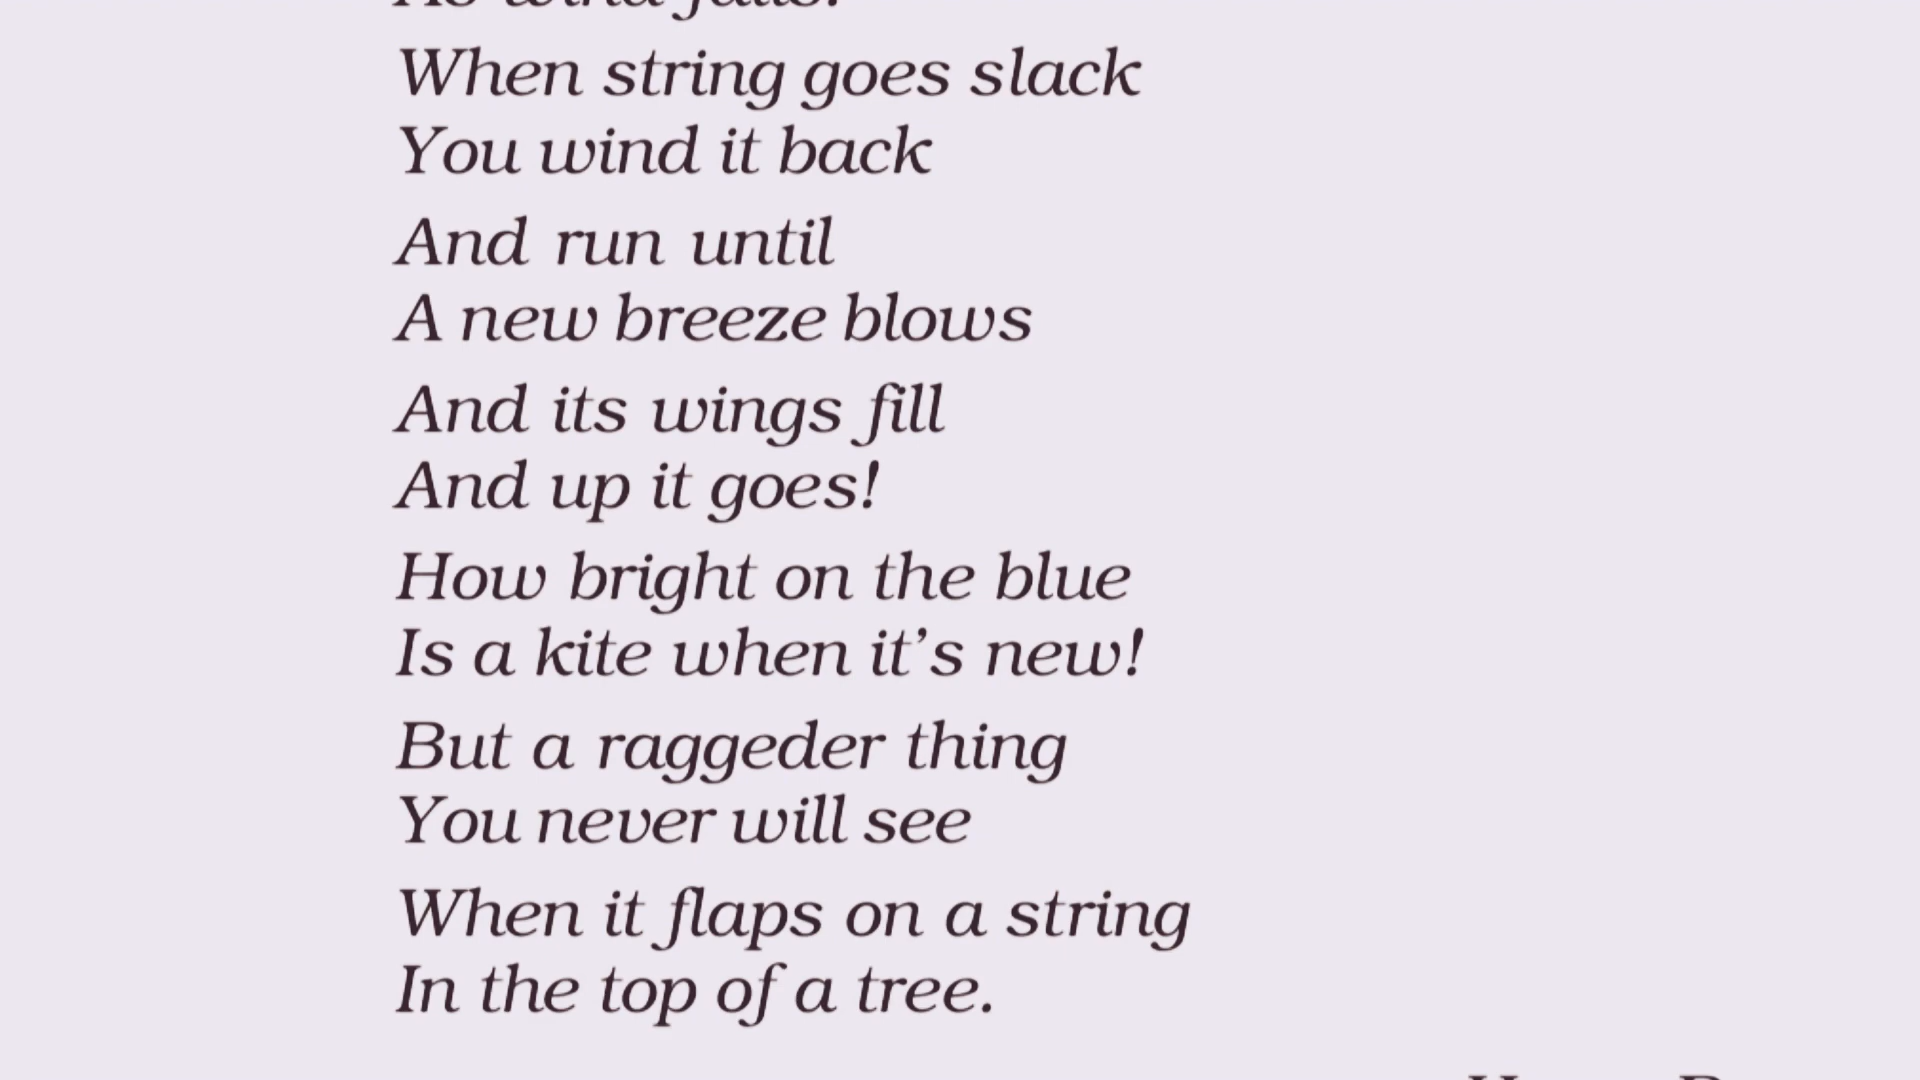 When string goes slack
You wind it back
And run until
A new breeze blows
And its wings fill
And up it goes!
How bright on the blue
Is a kite when it’s new!
But a raggeder thing
You never will see
When it flaps on a string
In the top of a tree.